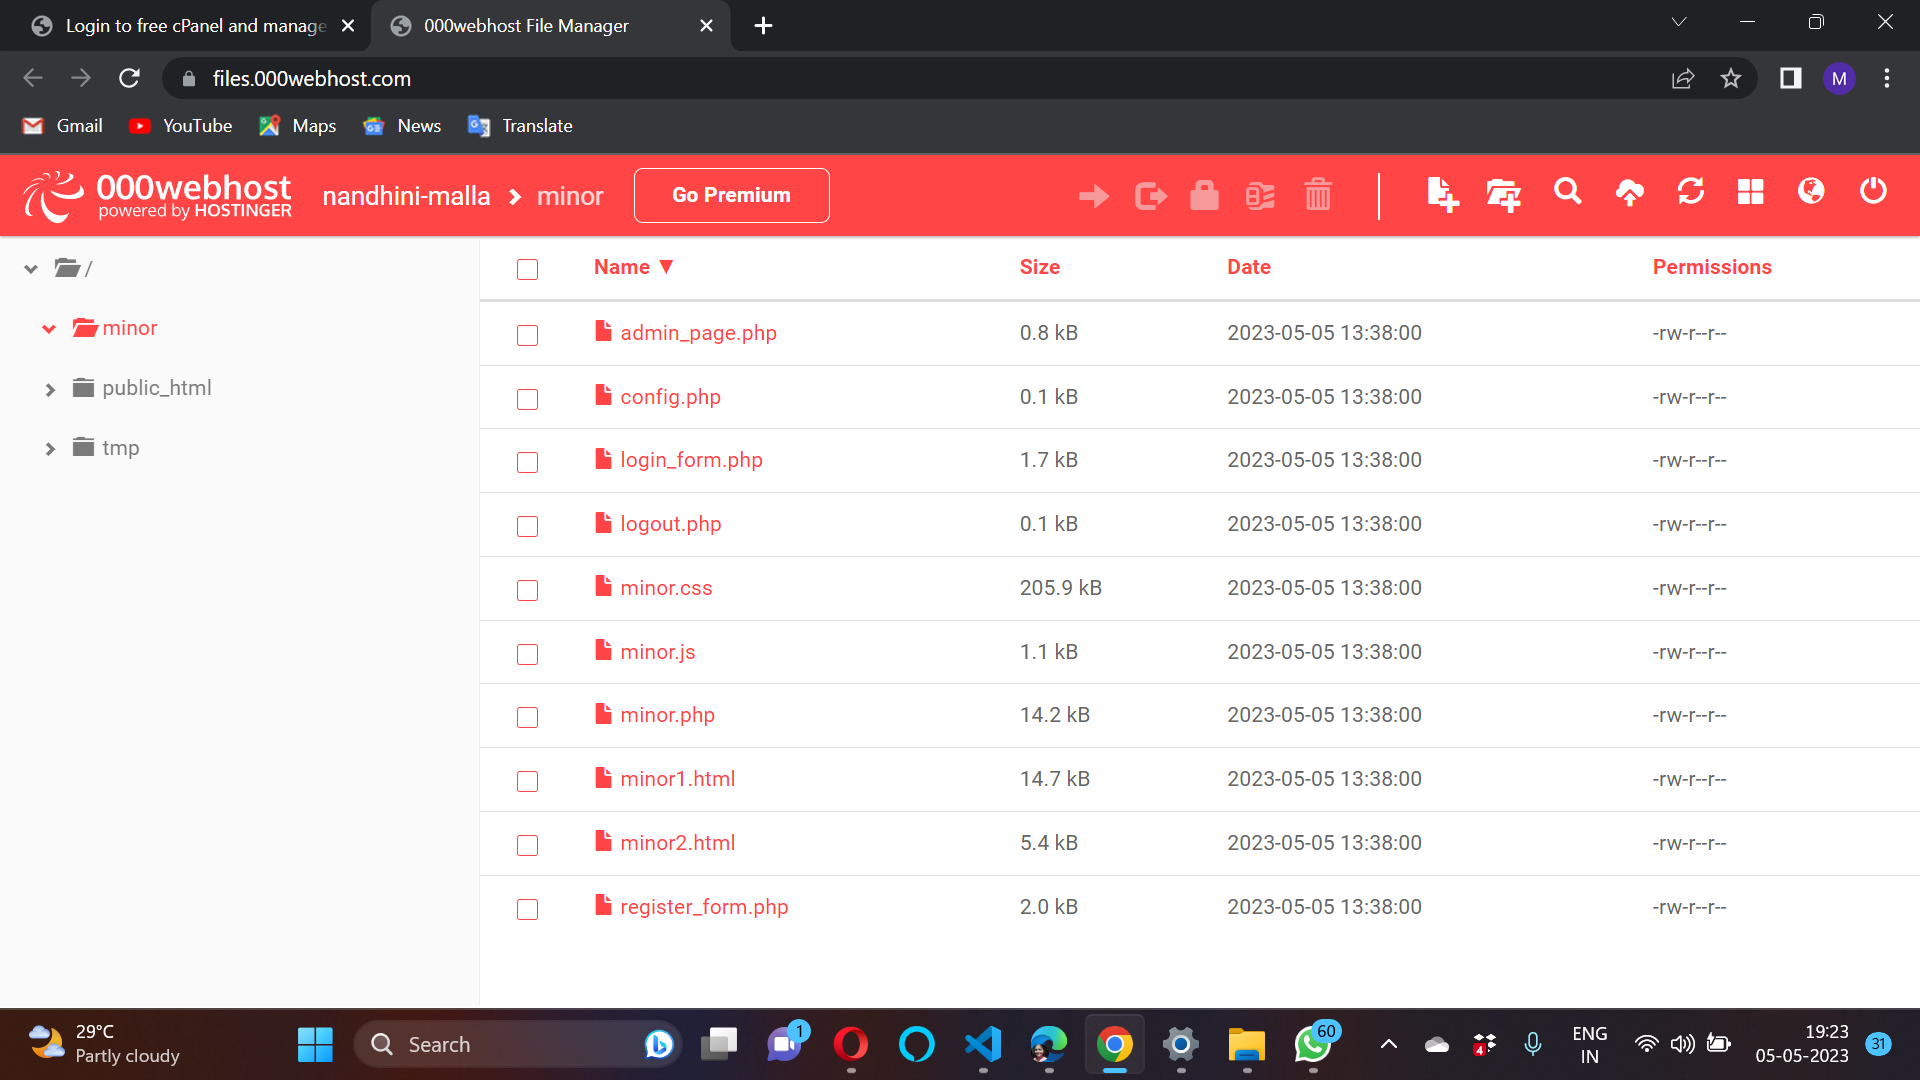 Login to free cPanel and manage
000webhost File Manager
files.000webhost.com
M
Gmail
YouTube
Maps
News
Translate
000webhost
powered by HOSTINGER
nandhini-malla
minor
Go Premium
/
minor
public_html
tmp
Name ▼ Size Date Permissions
admin_page.php 0.8 kB 2023-05-05 13:38:00 -rw-r--r--
config.php 0.1 kB 2023-05-05 13:38:00 -rw-r--r--
login_form.php 1.7 kB 2023-05-05 13:38:00 -rw-r--r--
logout.php 0.1 kB 2023-05-05 13:38:00 -rw-r--r--
minor.css 205.9 kB 2023-05-05 13:38:00 -rw-r--r--
minor.js 1.1 kB 2023-05-05 13:38:00 -rw-r--r--
minor.php 14.2 kB 2023-05-05 13:38:00 -rw-r--r--
minor1.html 14.7 kB 2023-05-05 13:38:00 -rw-r--r--
minor2.html 5.4 kB 2023-05-05 13:38:00 -rw-r--r--
register_form.php 2.0 kB 2023-05-05 13:38:00 -rw-r--r--
29°C
Partly cloudy
Search
1
60
4
ENG
IN
19:23
05-05-2023
31